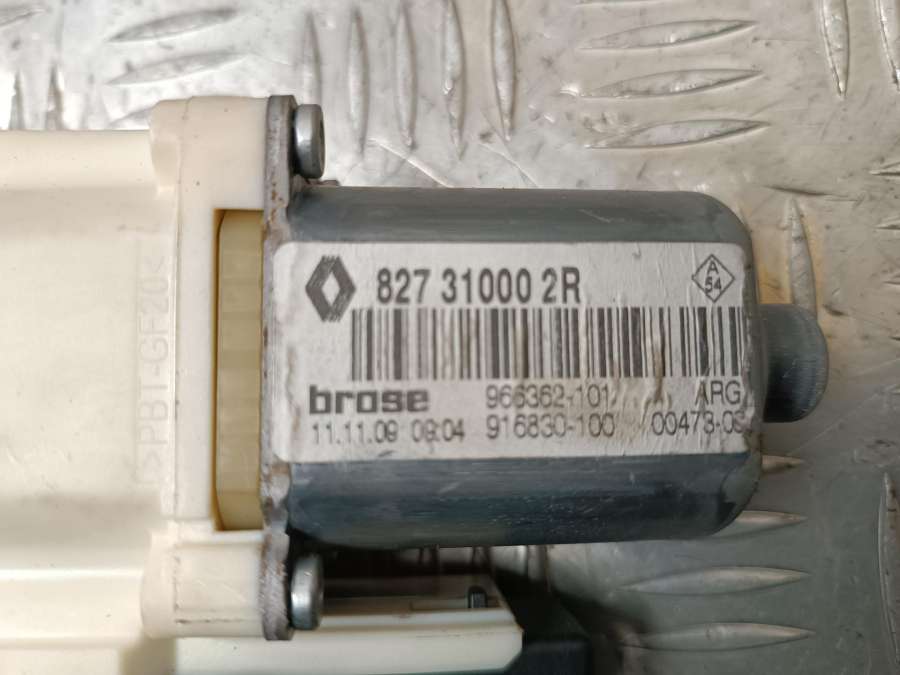 827 31000 2R
A
54
brose
966362-101
ARG
11.11.09 09:04
916830-100
00473-0
>PBT-GF20<